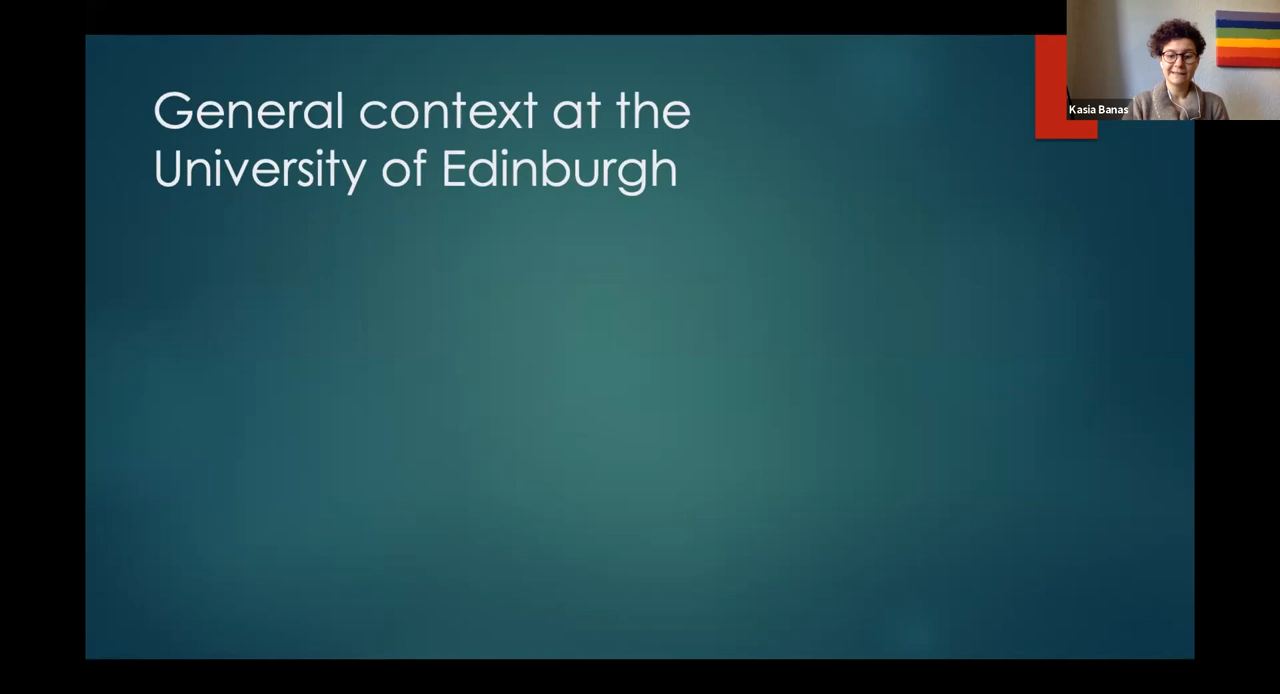 General context at the
University of Edinburgh
Kasia Banas